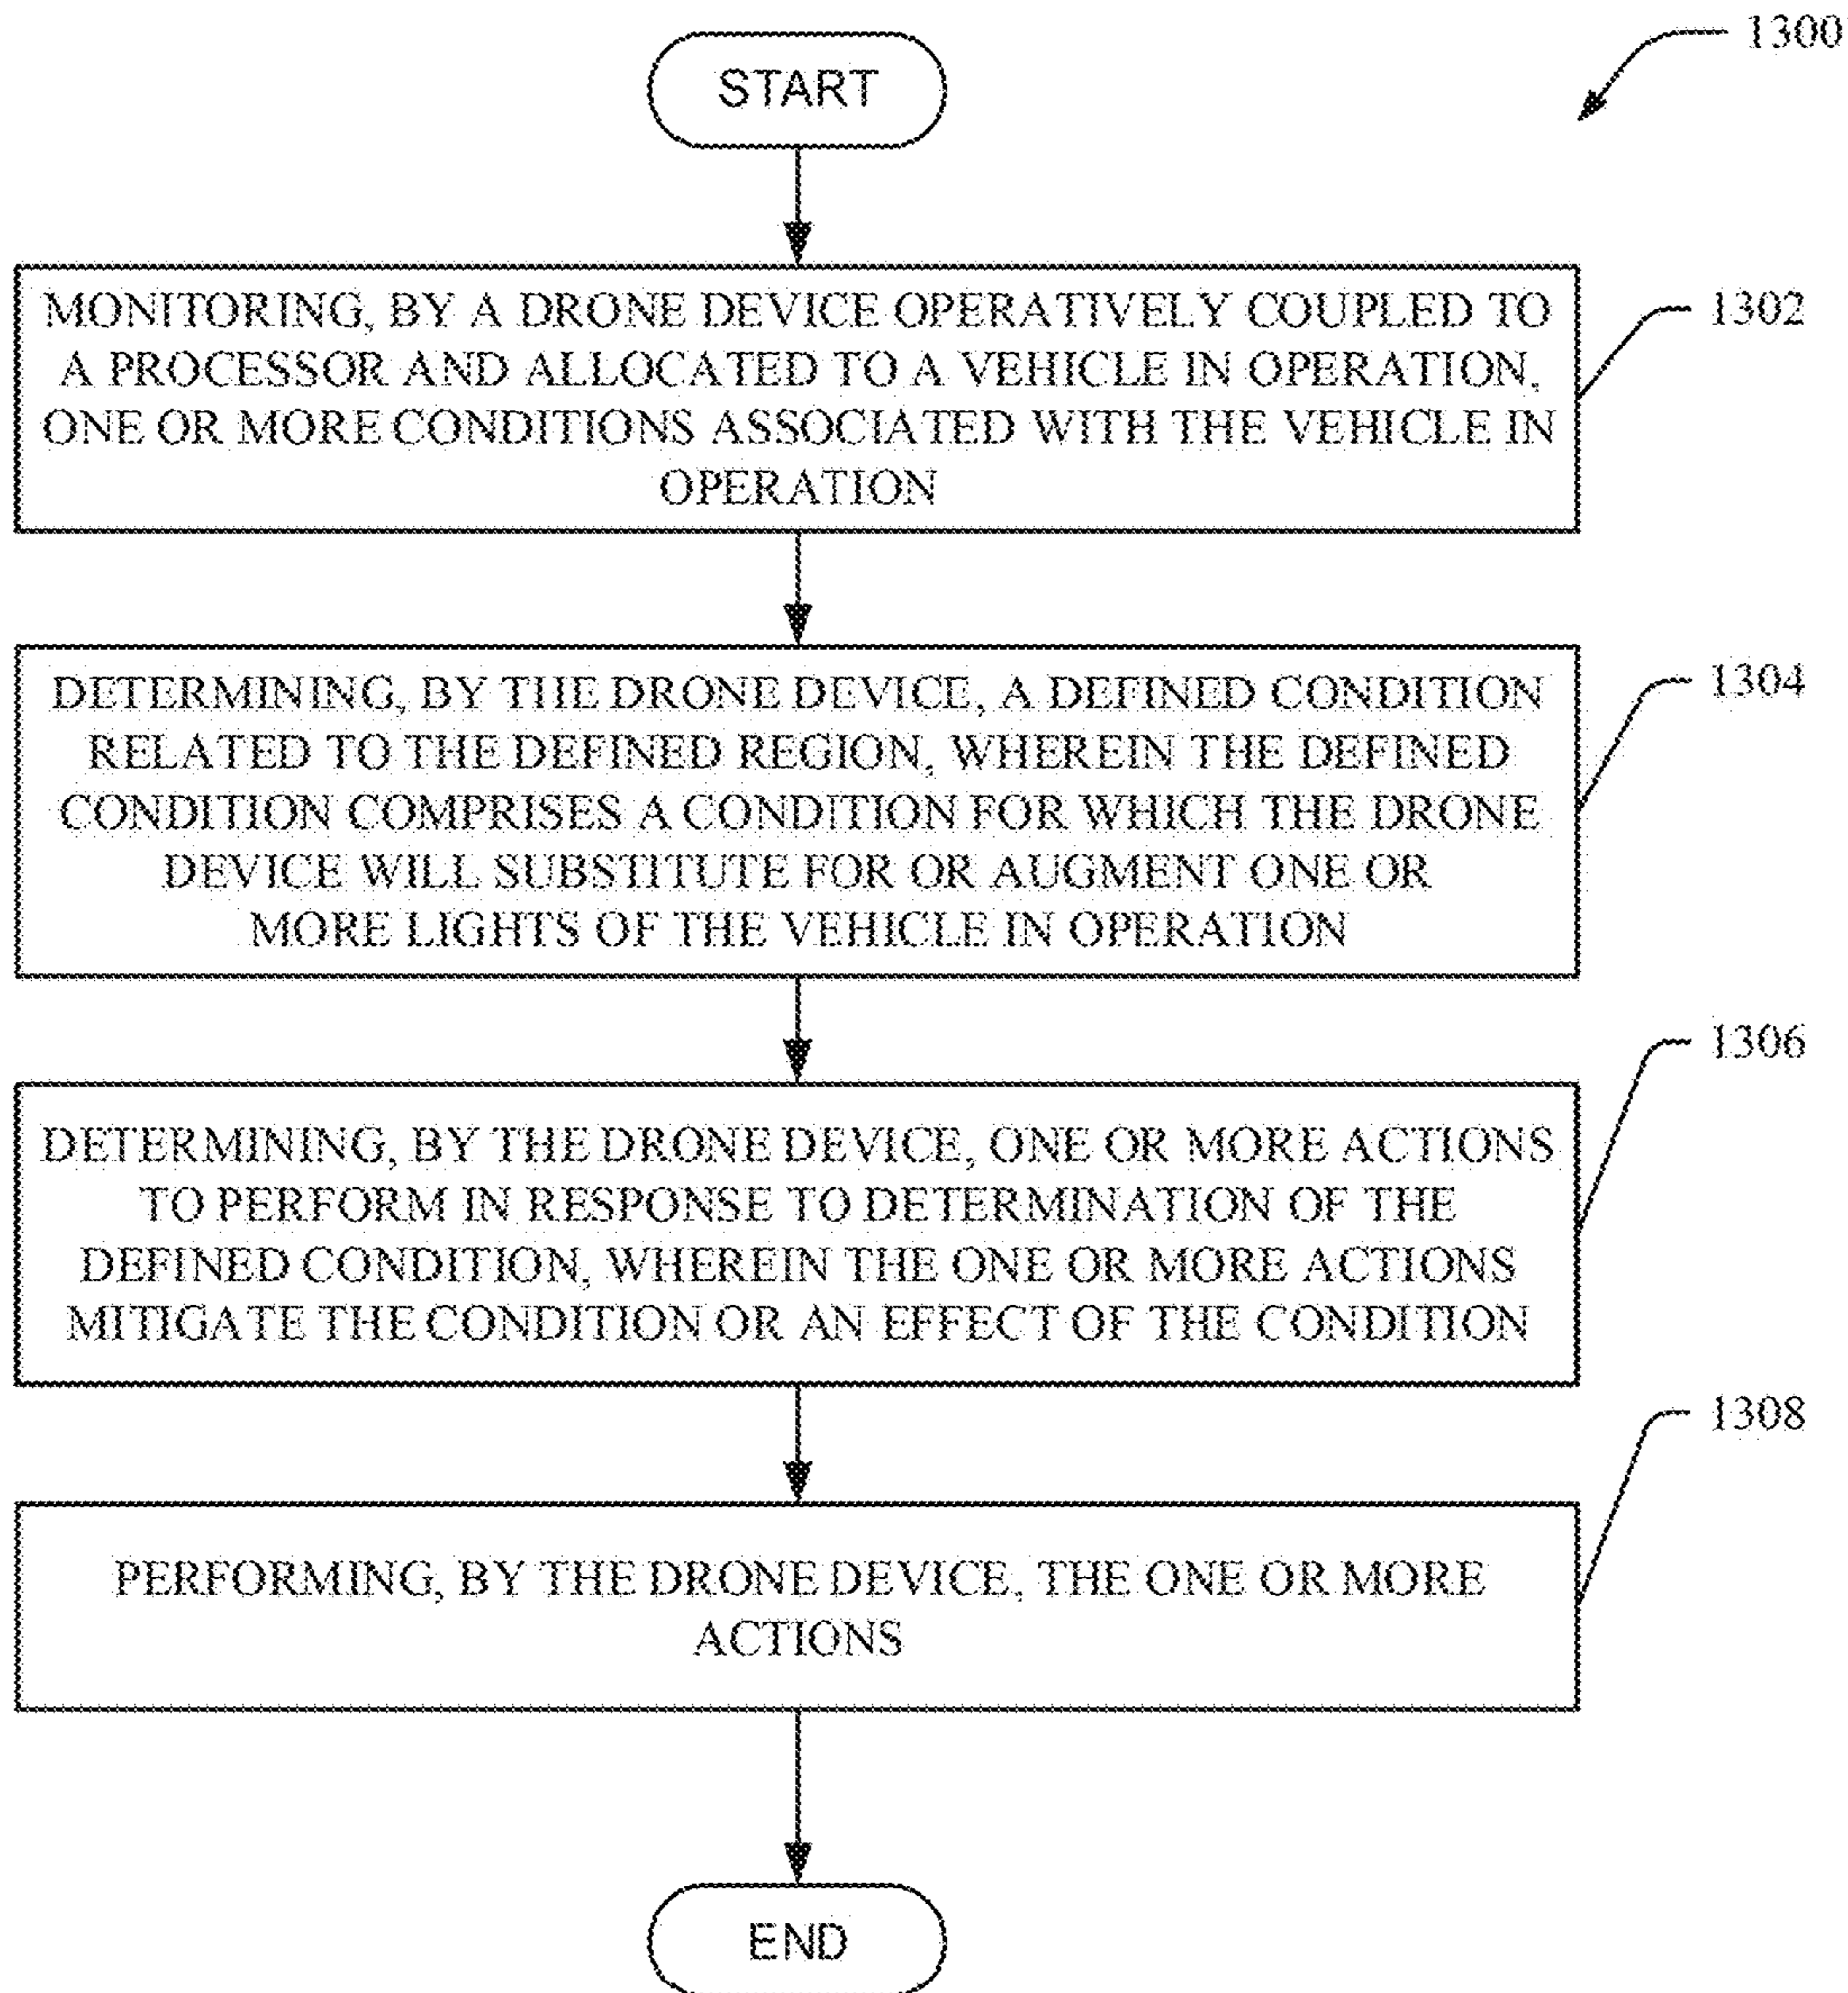 1300
START
MONITORING, BY A DRONE DEVICE OPERATIVELY COUPLED TO
A PROCESSOR AND ALLOCATED TO A VEHICLE IN OPERATION,
ONE OR MORE CONDITIONS ASSOCIATED WITH THE VEHICLE IN
OPERATION
1302
DETERMINING, BY THE DRONE DEVICE, A DEFINED CONDITION
RELATED TO THE DEFINED REGION, WHEREIN THE DEFINED
CONDITION COMPRISES A CONDITION FOR WHICH THE DRONE
DEVICE WILL SUBSTITUTE FOR OR AUGMENT ONE OR
MORE LIGHTS OF THE VEHICLE IN OPERATION
1304
DETERMINING, BY THE DRONE DEVICE, ONE OR MORE ACTIONS
TO PERFORM IN RESPONSE TO DETERMINATION OF THE
DEFINED CONDITION, WHEREIN THE ONE OR MORE ACTIONS
MITIGATE THE CONDITION OR AN EFFECT OF THE CONDITION
1306
PERFORMING, BY THE DRONE DEVICE, THE ONE OR MORE
ACTIONS
1308
END